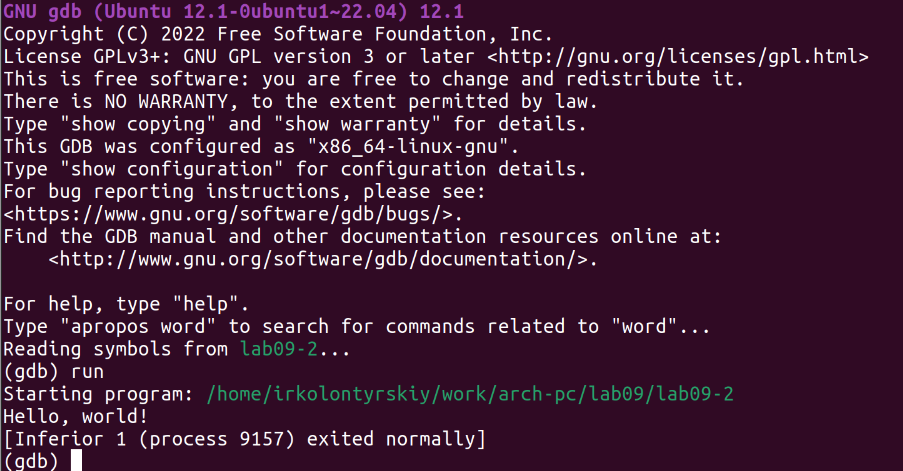 GNU gdb (Ubuntu 12.1-0ubuntu1~22.04) 12.1
Copyright (C) 2022 Free Software Foundation, Inc.
License GPLv3+: GNU GPL version 3 or later <http://gnu.org/licenses/gpl.html>
This is free software: you are free to change and redistribute it.
There is NO WARRANTY, to the extent permitted by law.
Type "show copying" and "show warranty" for details.
This GDB was configured as "x86_64-linux-gnu".
Type "show configuration" for configuration details.
For bug reporting instructions, please see:
<https://www.gnu.org/software/gdb/bugs/>.
Find the GDB manual and other documentation resources online at:
    <http://www.gnu.org/software/gdb/documentation/>.

For help, type "help".
Type "apropos word" to search for commands related to "word"...
Reading symbols from lab09-2...
(gdb) run
Starting program: /home/irkolontyrskiy/work/arch-pc/lab09/lab09-2
Hello, world!
[Inferior 1 (process 9157) exited normally]
(gdb)